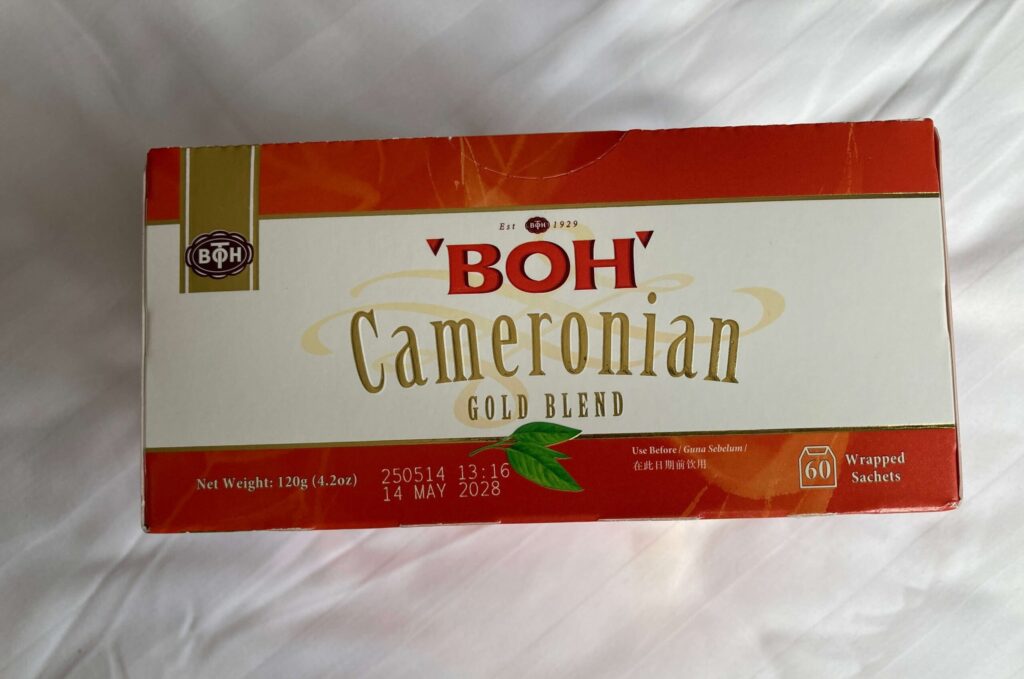 Est BOH 1929
BOH
'BOH'
Cameronian
GOLD BLEND
Net Weight: 120g (4.2oz)
250514 13:16
14 MAY 2028
Use Before / Guna Sebelum /
在此日期前饮用
60
Wrapped
Sachets